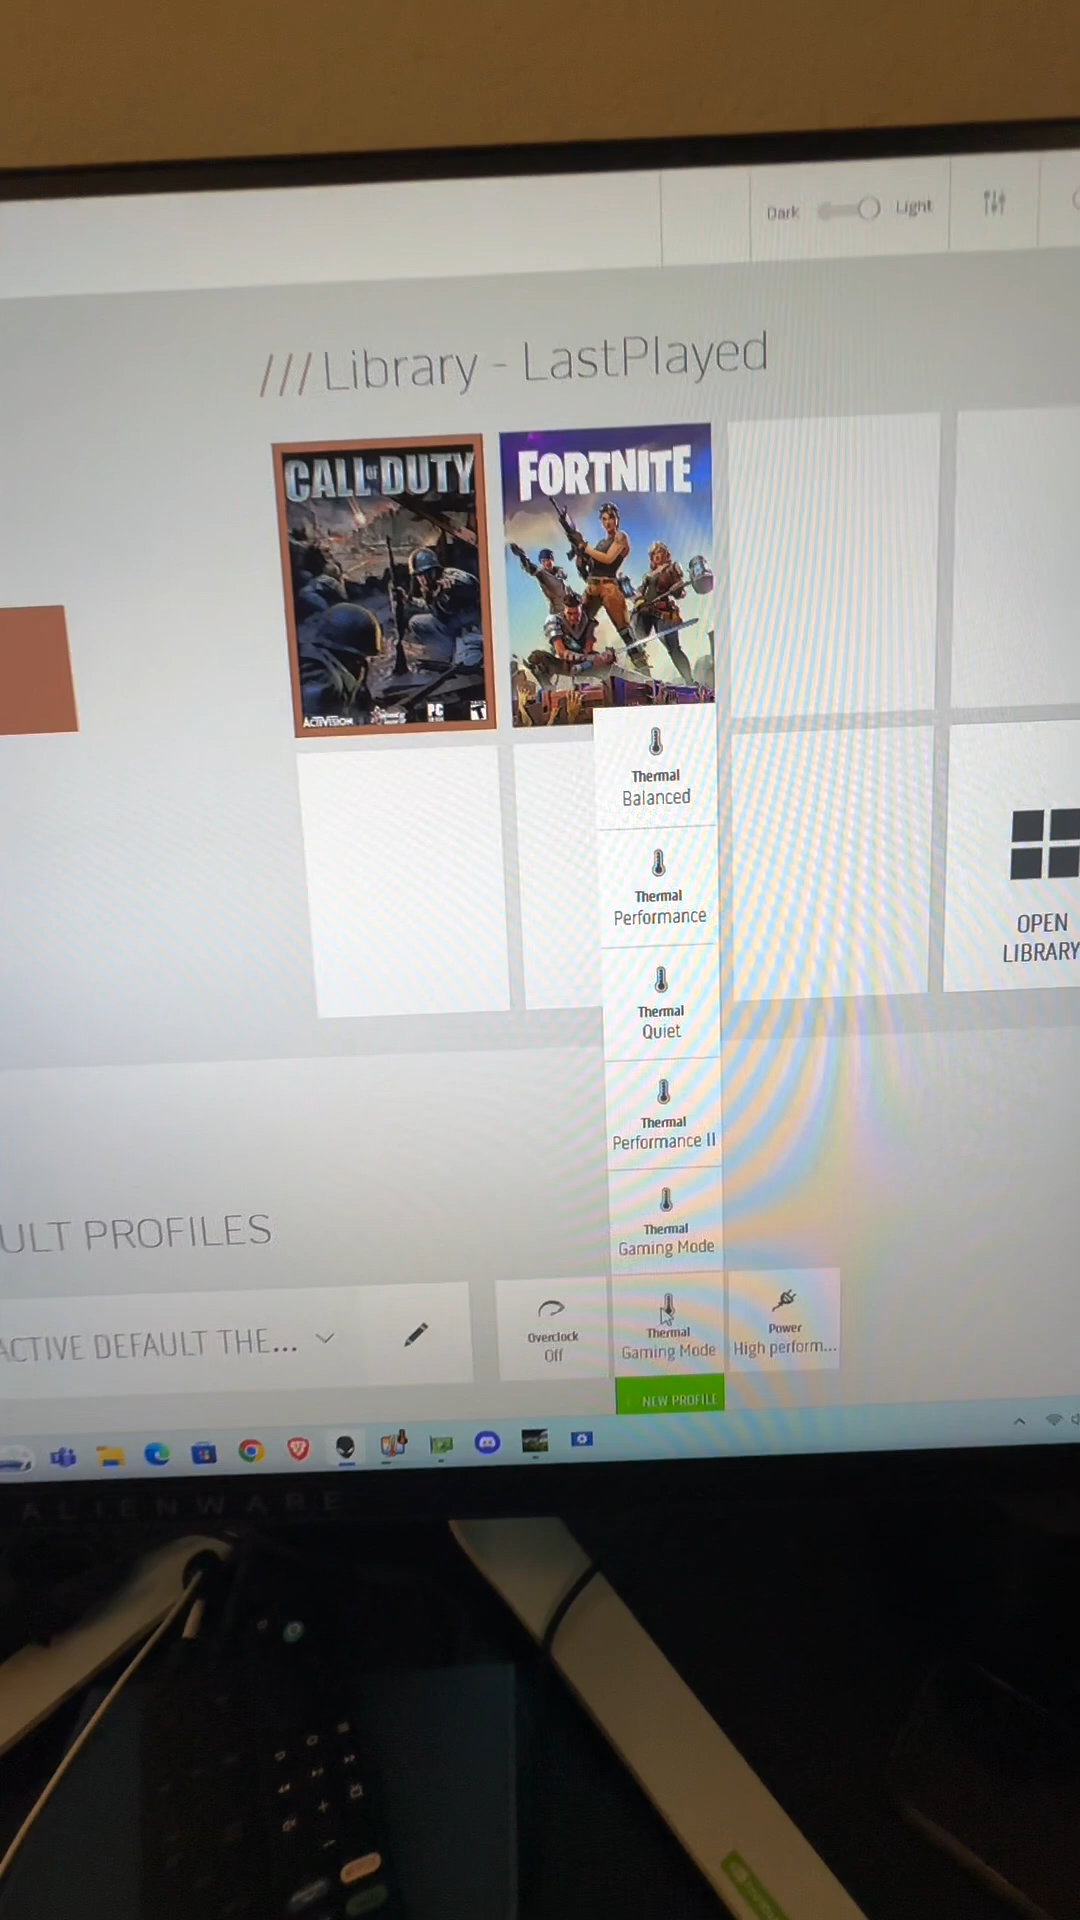 Dark Light
///Library - LastPlayed
CALL OF DUTY
FORTNITE
ACTIVISION
PC
Thermal
Balanced
Thermal
Performance
Thermal
Quiet
Thermal
Performance II
Thermal
Gaming Mode
OPEN
LIBRARY
ULT PROFILES
ACTIVE DEFAULT THE...
Overclock
Off
Thermal
Gaming Mode
Power
High perform...
NEW PROFILE
ALIENWARE